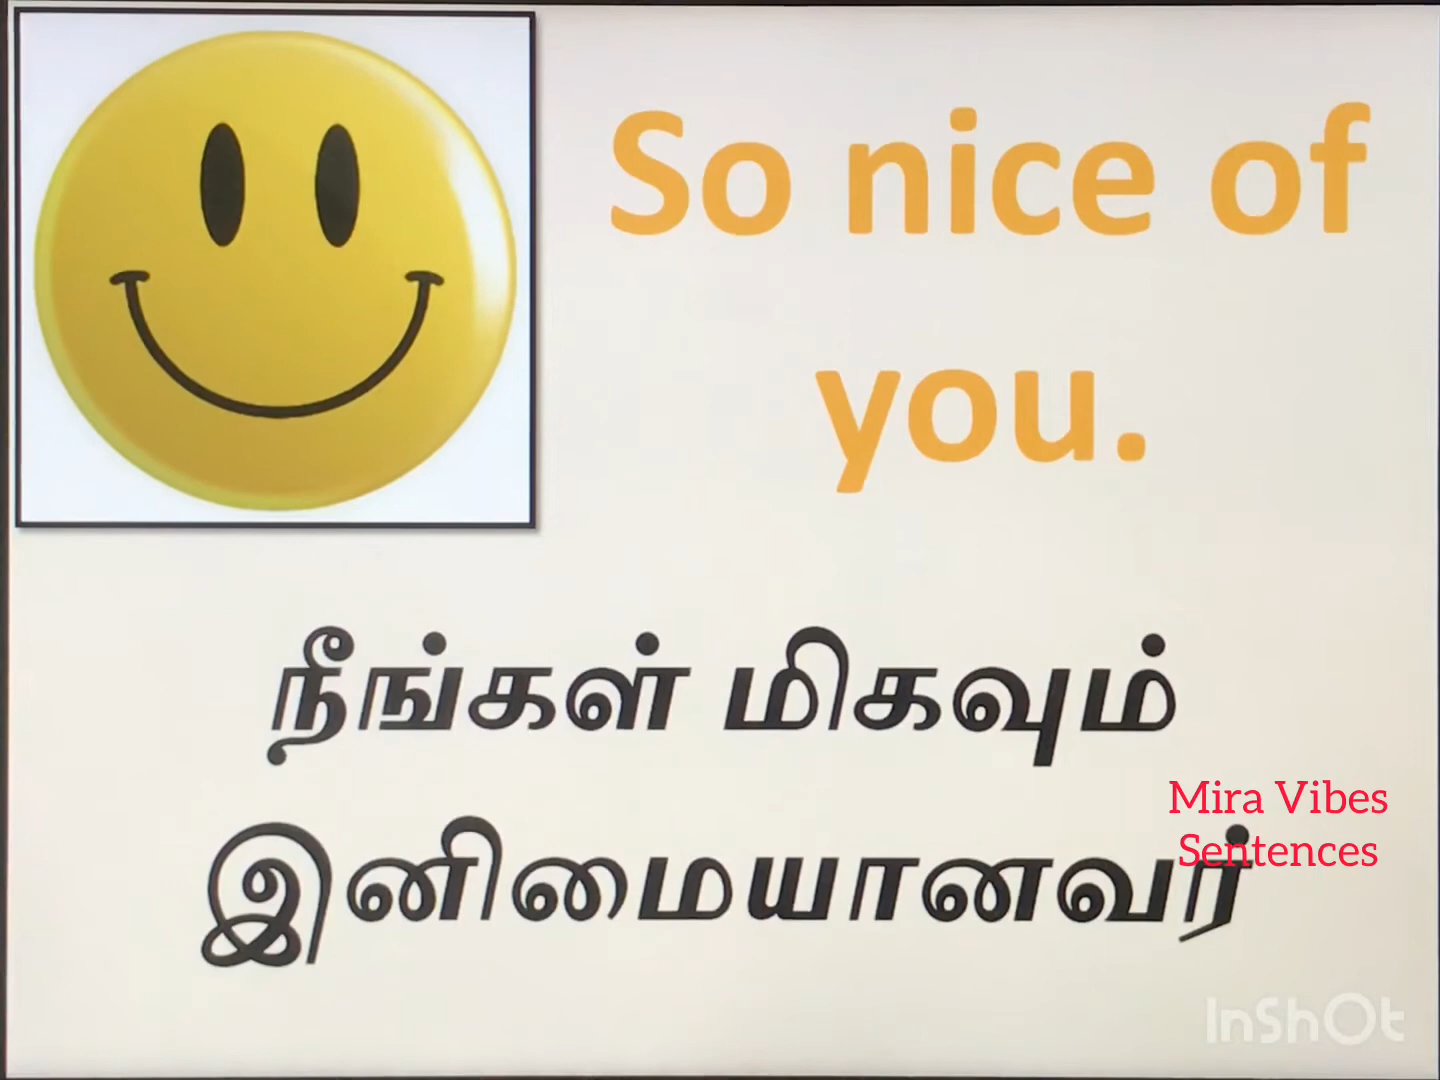 So nice of
you.
நீங்கள் மிகவும்
இனிமையானவர்
Mira Vibes
Sentences
InShOt